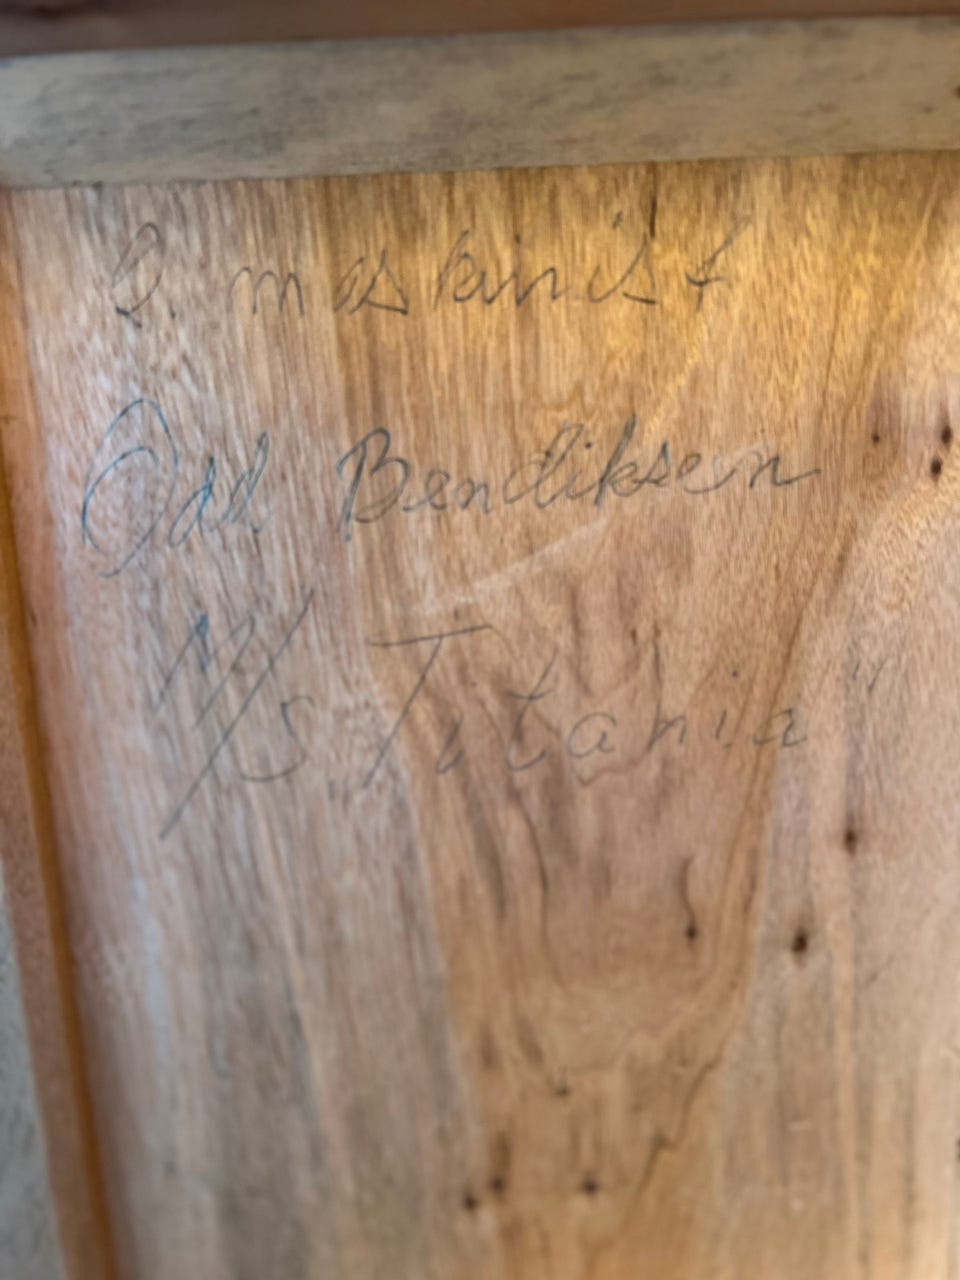 2. maskinist
Odd Bendiksen
M/S "Titania"